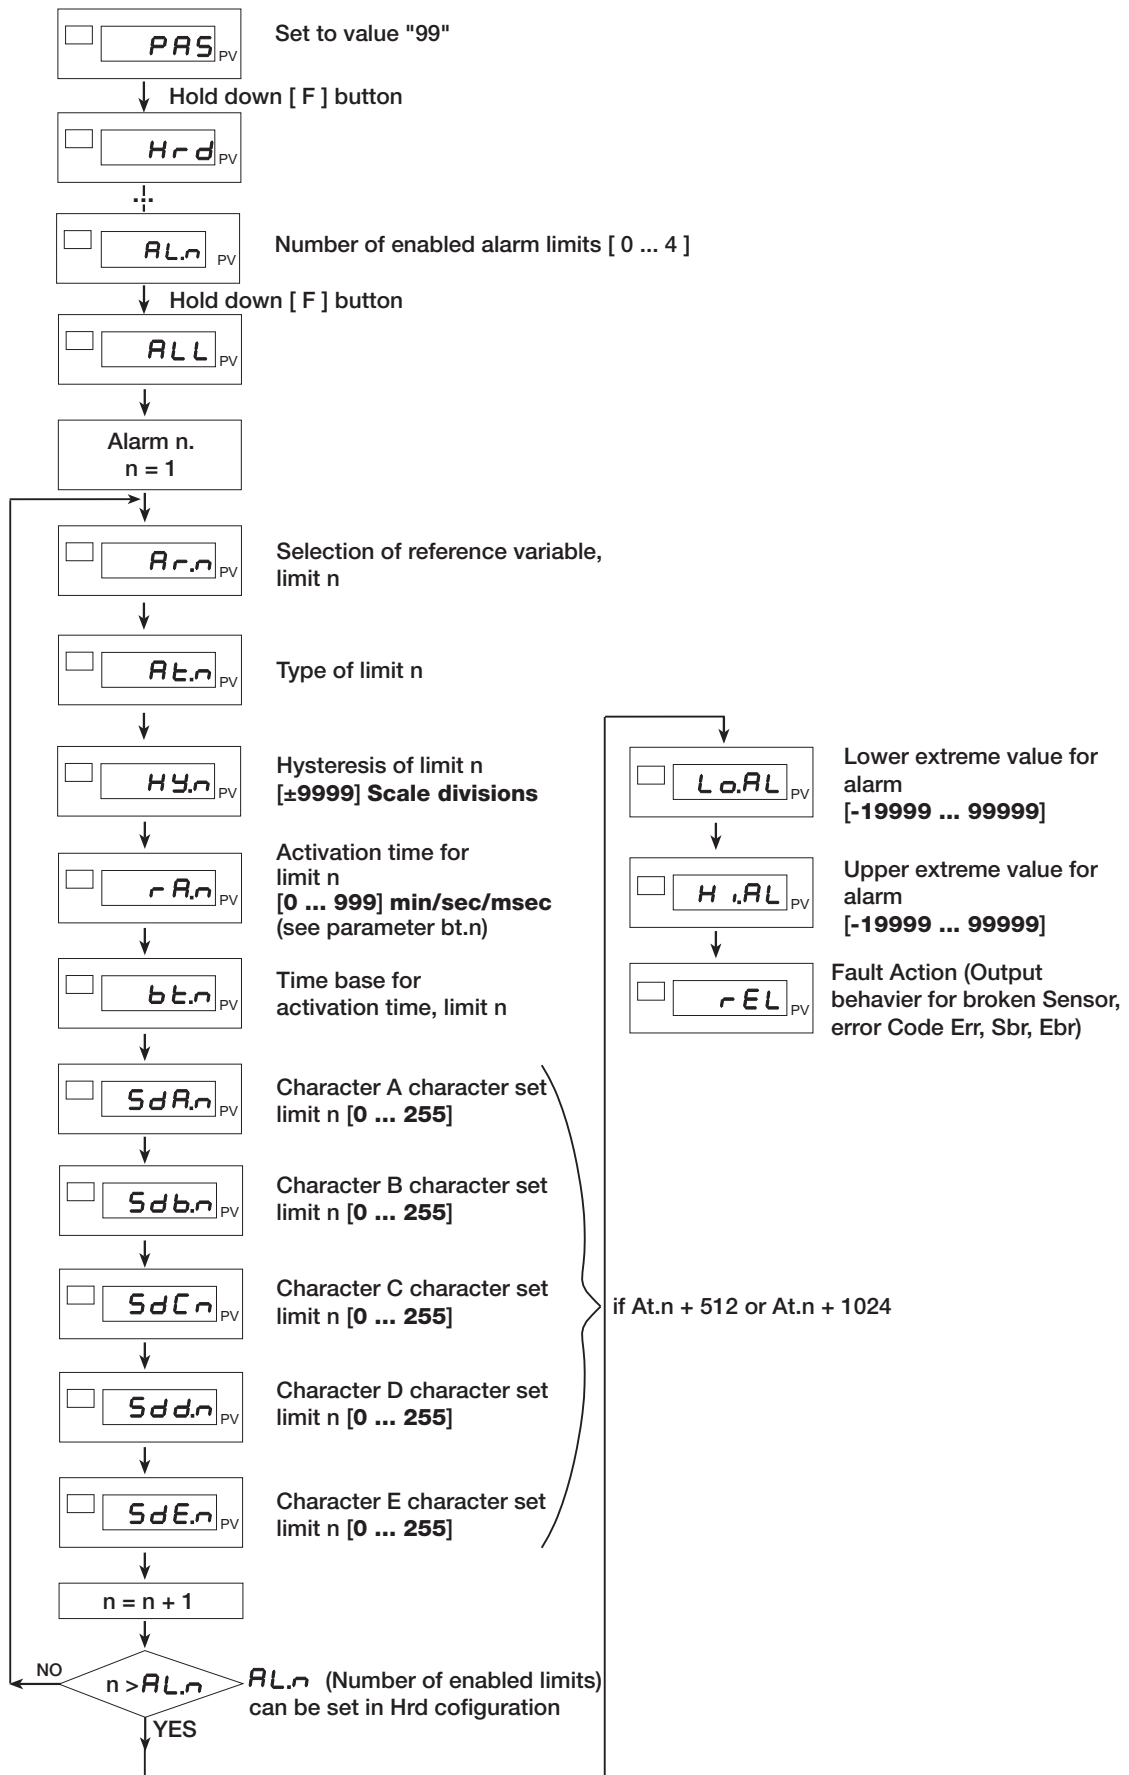 PAS PV
Set to value "99"
Hold down [ F ] button
Hrd PV
...
AL.n PV
Number of enabled alarm limits [ 0 ... 4 ]
Hold down [ F ] button
ALL PV
Alarm n.
n = 1
Ar.n PV
Selection of reference variable,
limit n
At.n PV
Type of limit n
HY.n PV
Hysteresis of limit n
[±9999] Scale divisions
rA.n PV
Activation time for
limit n
[0 ... 999] min/sec/msec
(see parameter bt.n)
bt.n PV
Time base for
activation time, limit n
SdA.n PV
Character A character set
limit n [0 ... 255]
Sdb.n PV
Character B character set
limit n [0 ... 255]
SdC n PV
Character C character set
limit n [0 ... 255]
Sdd.n PV
Character D character set
limit n [0 ... 255]
SdE.n PV
Character E character set
limit n [0 ... 255]
if At.n + 512 or At.n + 1024
n = n + 1
n > AL.n
NO
YES
AL.n (Number of enabled limits)
can be set in Hrd cofiguration
Lo.AL PV
Lower extreme value for
alarm
[-19999 ... 99999]
Hi.AL PV
Upper extreme value for
alarm
[-19999 ... 99999]
rEL PV
Fault Action (Output
behavier for broken Sensor,
error Code Err, Sbr, Ebr)